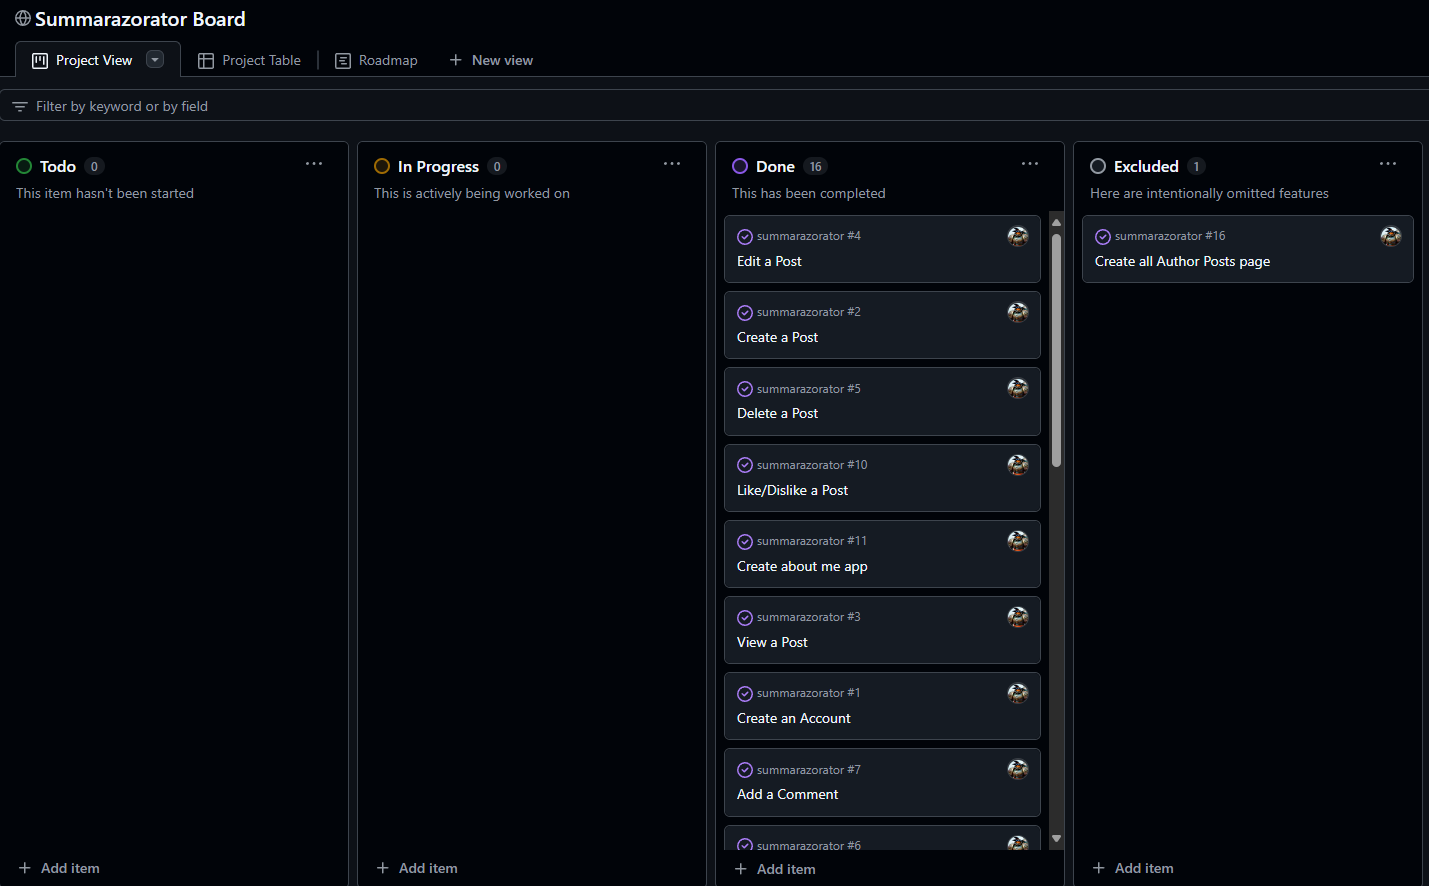 Summarazorator Board
Project View
Project Table
Roadmap
New view
Filter by keyword or by field
Todo 0
This item hasn't been started
Add item
In Progress 0
This is actively being worked on
Add item
Done 16
This has been completed
summarazorator #4
Edit a Post
summarazorator #2
Create a Post
summarazorator #5
Delete a Post
summarazorator #10
Like/Dislike a Post
summarazorator #11
Create about me app
summarazorator #3
View a Post
summarazorator #1
Create an Account
summarazorator #7
Add a Comment
summarazorator #6
Add item
Excluded 1
Here are intentionally omitted features
summarazorator #16
Create all Author Posts page
Add item